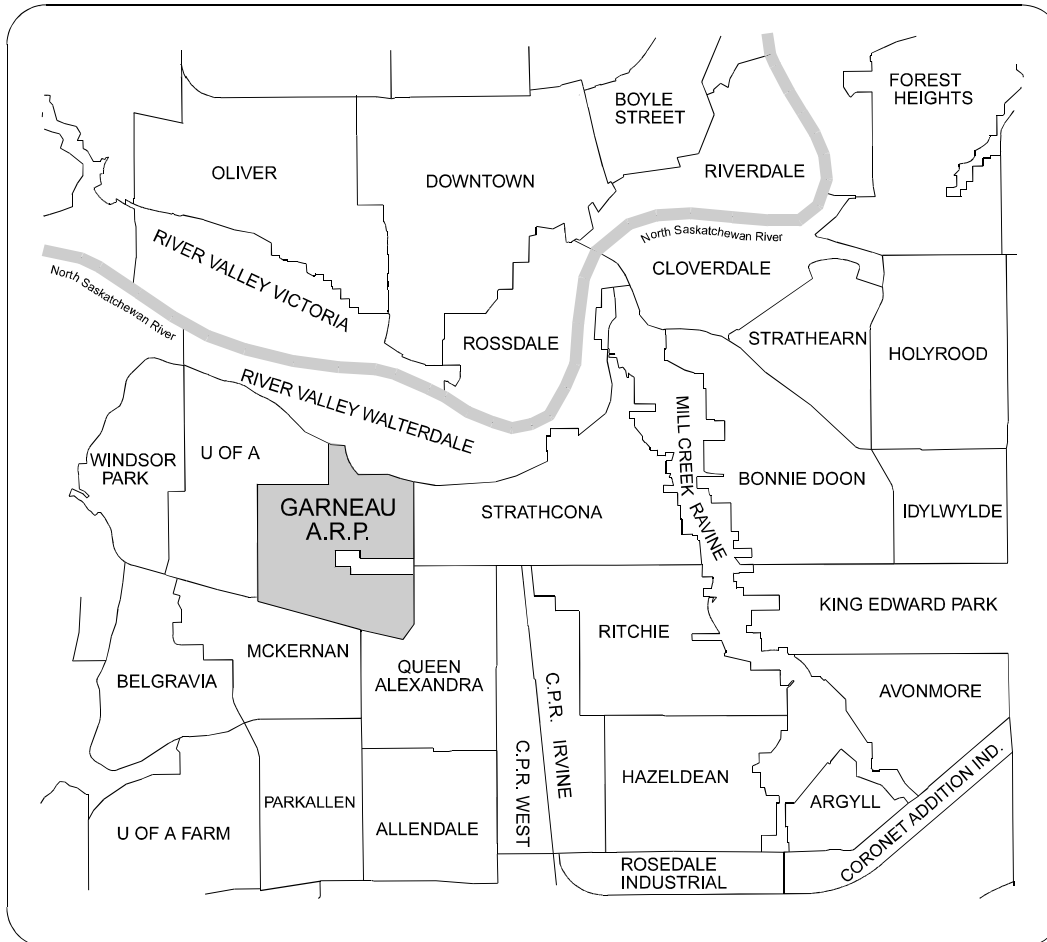 BOYLE
STREET
FOREST
HEIGHTS
OLIVER
DOWNTOWN
RIVERDALE
North Saskatchewan River
RIVER VALLEY VICTORIA
CLOVERDALE
North Saskatchewan River
ROSSDALE
STRATHEARN
HOLYROOD
RIVER VALLEY WALTERDALE
MILL CREEK RAVINE
WINDSOR
PARK
U OF A
BONNIE DOON
GARNEAU
A.R.P.
STRATHCONA
IDYLWYLDE
KING EDWARD PARK
RITCHIE
MCKERNAN
QUEEN
ALEXANDRA
BELGRAVIA
C.P.R. IRVINE
AVONMORE
C.P.R. WEST
HAZELDEAN
PARKALLEN
ARGYLL
CORONET ADDITION IND.
U OF A FARM
ALLENDALE
ROSEDALE
INDUSTRIAL